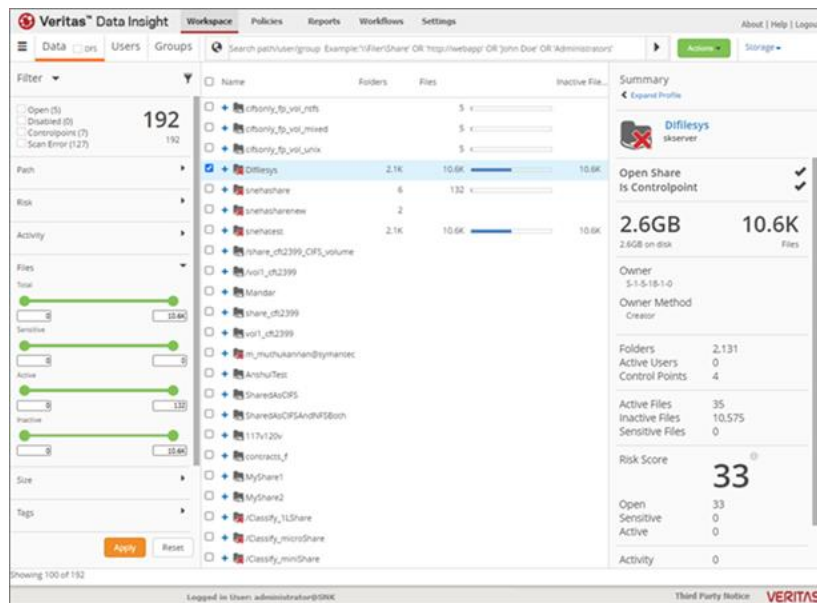 Veritas™ Data Insight Workspace Policies Reports Workflows Settings About | Help | Logou
Data DFS Users Groups Search path/user/group Example:'\\Filer\Share' OR 'http://webapp' OR 'John Doe' OR 'Administrators' Actions Storage
Filter
Open (5)
Disabled (0)
Controlpoint (7)
Scan Error (127)
192
192
Path
Risk
Activity
Files
Total
0 10.6K
Sensitive
0 0
Active
0 132
Inactive
0 10.6K
Size
Tags
Apply Reset
Name Folders Files Inactive File...
cifsonly_fp_vol_ntfs 5
cifsonly_fp_vol_mixed 5
cifsonly_fp_vol_unix 5
DIfilesys 2.1K 10.6K 10.6K
snehashare 6 132
snehasharenew 2
snehatest 2.1K 10.6K 10.6K
/share_cft2399_CIFS_volume
/vol1_cft2399
Mandar
share_cft2399
vol1_cft2399
m_muthukannan@symantec
AnshulTest
SharedAsCIFS
SharedAsCIFSAndNFSBoth
117v120v
contracts_f
MyShare1
MyShare2
/Classify_1LShare
/Classify_microShare
/Classify_miniShare
Summary
Expand Profile
DIfilesys
skserver
Open Share
Is Controlpoint
2.6GB 10.6K
2.6GB on disk Files
Owner
S-1-5-18-1-0
Owner Method
Creator
Folders 2,131
Active Users 0
Control Points 4
Active Files 35
Inactive Files 10,575
Sensitive Files 0
Risk Score
33
Open 33
Sensitive 0
Active 0
Activity 0
Showing 100 of 192
Logged in User: administrator@SNK Third Party Notice VERITAS